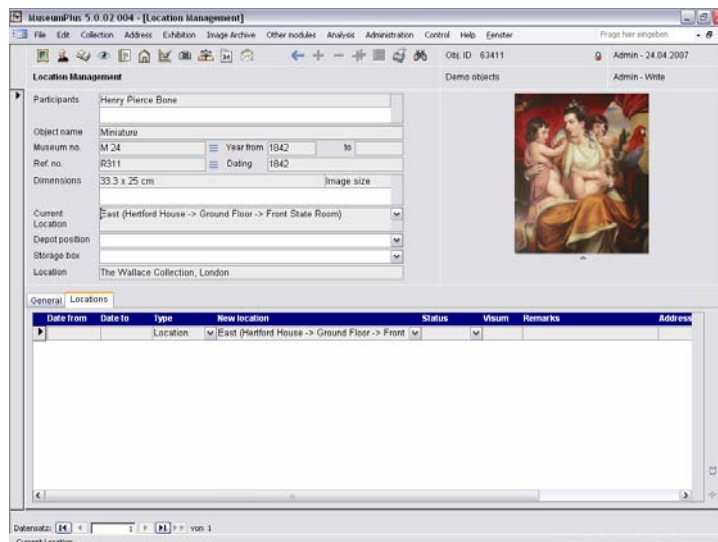 MuseumPlus 5.0.02 004 - [Location Management]
File Edit Collection Address Exhibition Image Archive Other modules Analysis Administration Control Help Fenster Frage hier eingeben
Obj. ID 63411 Admin - 24.04.2007
Location Management Demo objects Admin - Write
Participants Henry Pierce Bone
Object name Miniature
Museum no. M 24 Year from 1842 to
Ref. no. R311 Dating 1842
Dimensions 33.3 x 25 cm Image size
Current Location East (Hertford House -> Ground Floor -> Front State Room)
Depot position
Storage box
Location The Wallace Collection, London
General Locations
Date from Date to Type New location Status Visum Remarks Address
Location East (Hertford House -> Ground Floor -> Front
Datensatz: 1 von 1
Current Location